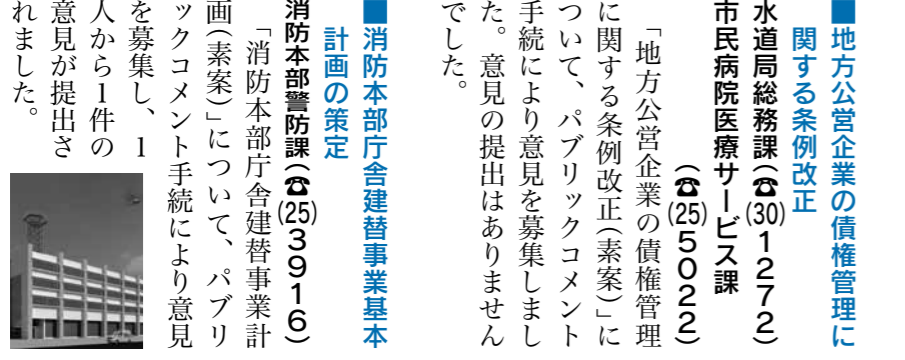 ■地方公営企業の債権管理に
関する条例改正
水道局総務課(☎(30)1272)
市民病院医療サービス課
(☎(25)5022)
「地方公営企業の債権管理
に関する条例改正(素案)」に
ついて、パブリックコメント
手続により意見を募集しまし
た。意見の提出はありません
でした。
■消防本部庁舎建替事業基本
計画の策定
消防本部警防課(☎(25)3916)
「消防本部庁舎建替事業計
画(素案)」について、パブリ
ックコメント手続により意見
を募集し、1
人から1件の
意見が提出さ
れました。